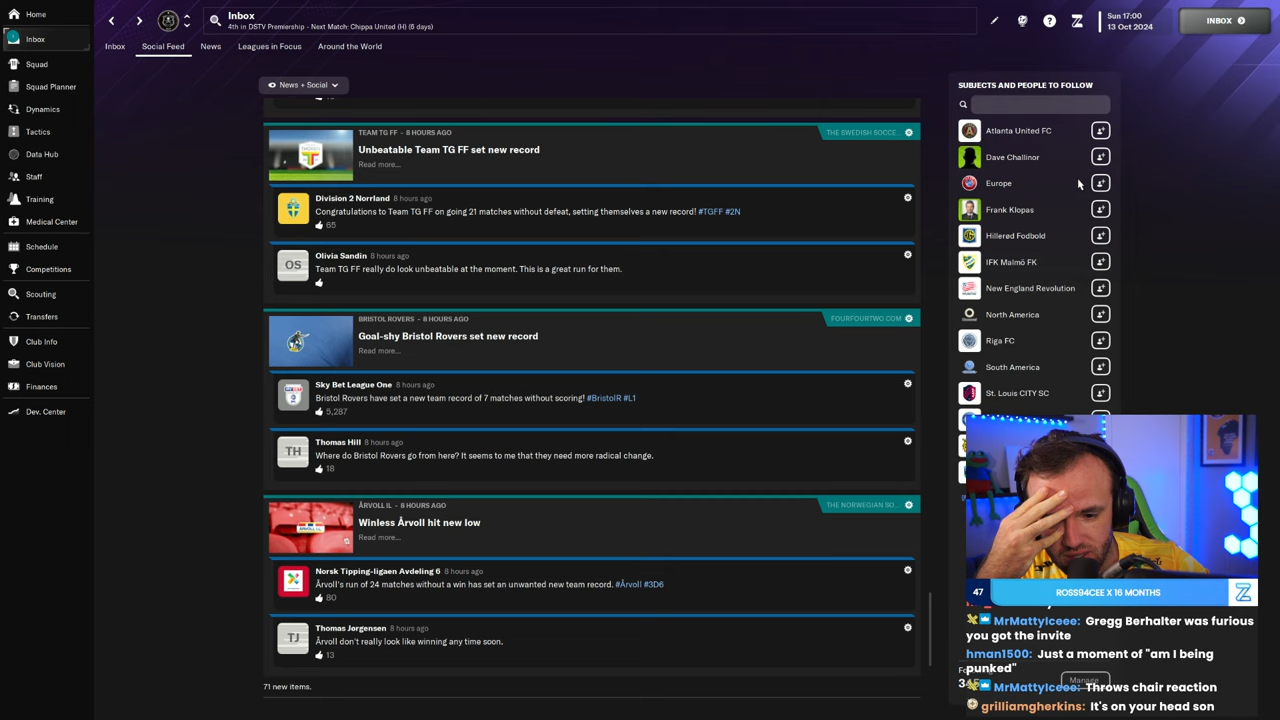 Home
Inbox
4th in DSTV Premiership - Next Match: Chippa United (H) (6 days)
Sun 17:00
13 Oct 2024
INBOX
Inbox
Inbox
Social Feed
News
Leagues in Focus
Around the World
Squad
Squad Planner
Dynamics
Tactics
Data Hub
Staff
Training
Medical Center
Schedule
Competitions
Scouting
Transfers
Club Info
Club Vision
Finances
Dev. Center
News + Social
TEAM TG FF - 8 HOURS AGO
THE SWEDISH SOCCE...
Unbeatable Team TG FF set new record
Read more...
Division 2 Norrland 8 hours ago
Congratulations to Team TG FF on going 21 matches without defeat, setting themselves a new record! #TGFF #2N
65
OS
Olivia Sandin 8 hours ago
Team TG FF really do look unbeatable at the moment. This is a great run for them.
BRISTOL ROVERS - 8 HOURS AGO
FOURFOURTWO.COM
Goal-shy Bristol Rovers set new record
Read more...
Sky Bet League One 8 hours ago
Bristol Rovers have set a new team record of 7 matches without scoring! #BristolR #L1
5,287
TH
Thomas Hill 8 hours ago
Where do Bristol Rovers go from here? It seems to me that they need more radical change.
18
ÅRVOLL IL - 8 HOURS AGO
THE NORWEGIAN SO...
Winless Årvoll hit new low
Read more...
Norsk Tipping-ligaen Avdeling 6 8 hours ago
Årvoll's run of 24 matches without a win has set an unwanted new team record. #Årvoll #3D6
80
TJ
Thomas Jørgensen 8 hours ago
Årvoll don't really look like winning any time soon.
13
71 new items.
SUBJECTS AND PEOPLE TO FOLLOW
Atlanta United FC
Dave Challinor
Europe
Frank Klopas
Hillerød Fodbold
IFK Malmö FK
New England Revolution
North America
Riga FC
South America
St. Louis CITY SC
47
ROSS94CEE X 16 MONTHS
MrMattyIceee: Gregg Berhalter was furious
you got the invite
hman1500: Just a moment of "am I being
punked"
Manage
MrMattyIceee: Throws chair reaction
grilliamgherkins: It's on your head son